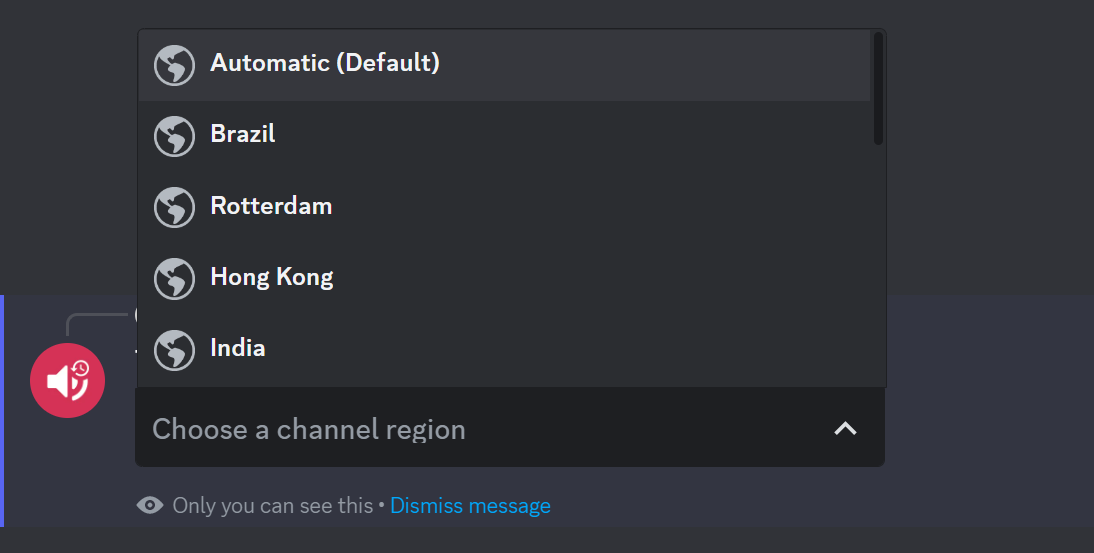 Automatic (Default)
Brazil
Rotterdam
Hong Kong
India
Choose a channel region
Only you can see this • Dismiss message